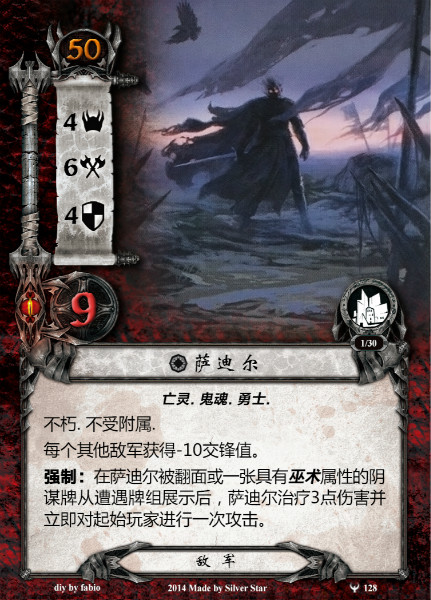 50
4
6
4
9
1/30
萨迪尔
亡灵. 鬼魂. 勇士.
不朽. 不受附属.
每个其他敌军获得-10交锋值。
强制：在萨迪尔被翻面或一张具有巫术属性的阴
谋牌从遭遇牌组展示后，萨迪尔治疗3点伤害并
立即对起始玩家进行一次攻击。
敌 军
diy by fabio 2014 Made by Silver Star 128